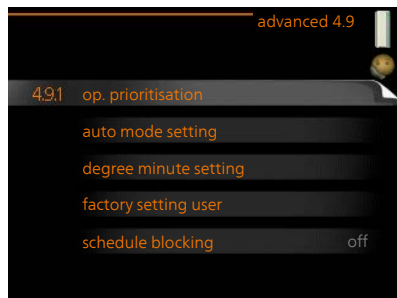 advanced 4.9
4.9.1 op. prioritisation
auto mode setting
degree minute setting
factory setting user
schedule blocking off